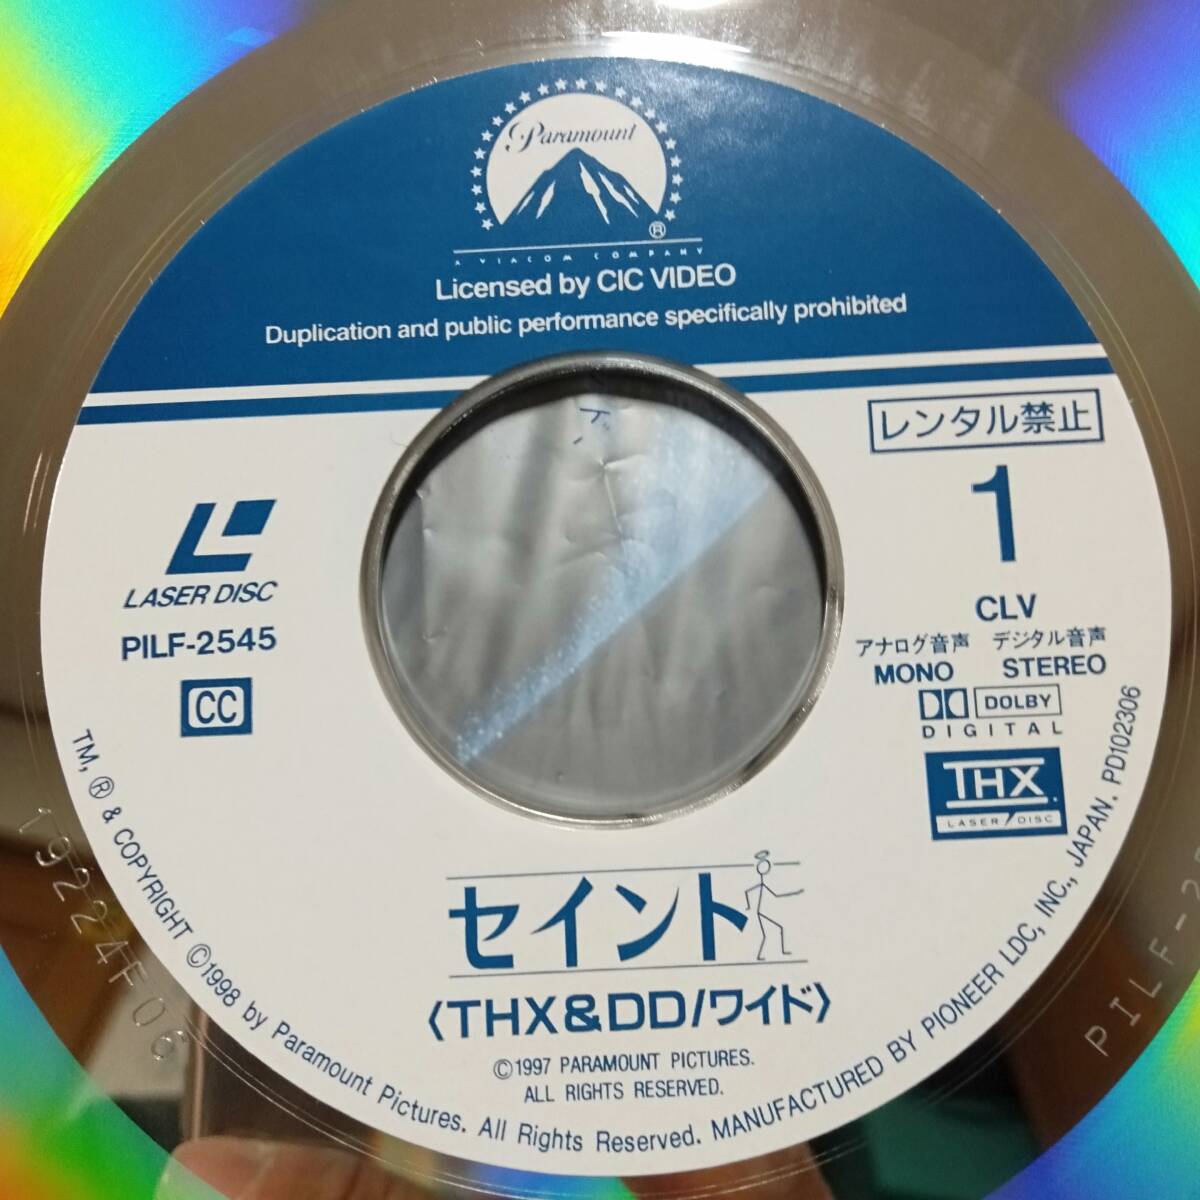 Paramount
®
A VIACOM COMPANY
Licensed by CIC VIDEO
Duplication and public performance specifically prohibited
レンタル禁止
1
CLV
アナログ音声 デジタル音声
MONO STEREO
DOLBY
DIGITAL
THX
LASER DISC
LASER DISC
PILF-2545
CC
セイント
〈THX&DD/ワイド〉
©1997 PARAMOUNT PICTURES.
ALL RIGHTS RESERVED.
TM, ® & COPYRIGHT ©1998 by Paramount Pictures. All Rights Reserved. MANUFACTURED BY PIONEER LDC, INC., JAPAN. PD102306
19224F06
PILF-2